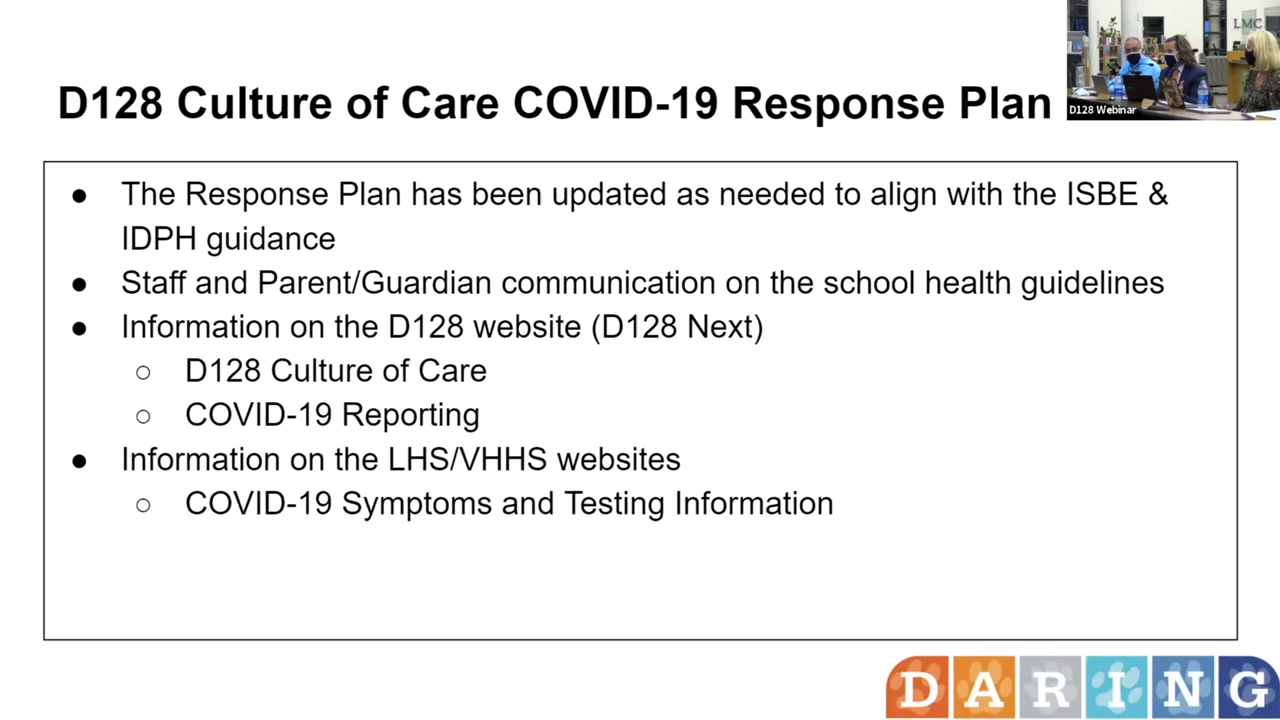 LMC
D128 Webinar
D128 Culture of Care COVID-19 Response Plan
● The Response Plan has been updated as needed to align with the ISBE &
IDPH guidance
● Staff and Parent/Guardian communication on the school health guidelines
● Information on the D128 website (D128 Next)
○ D128 Culture of Care
○ COVID-19 Reporting
● Information on the LHS/VHHS websites
○ COVID-19 Symptoms and Testing Information
DARING